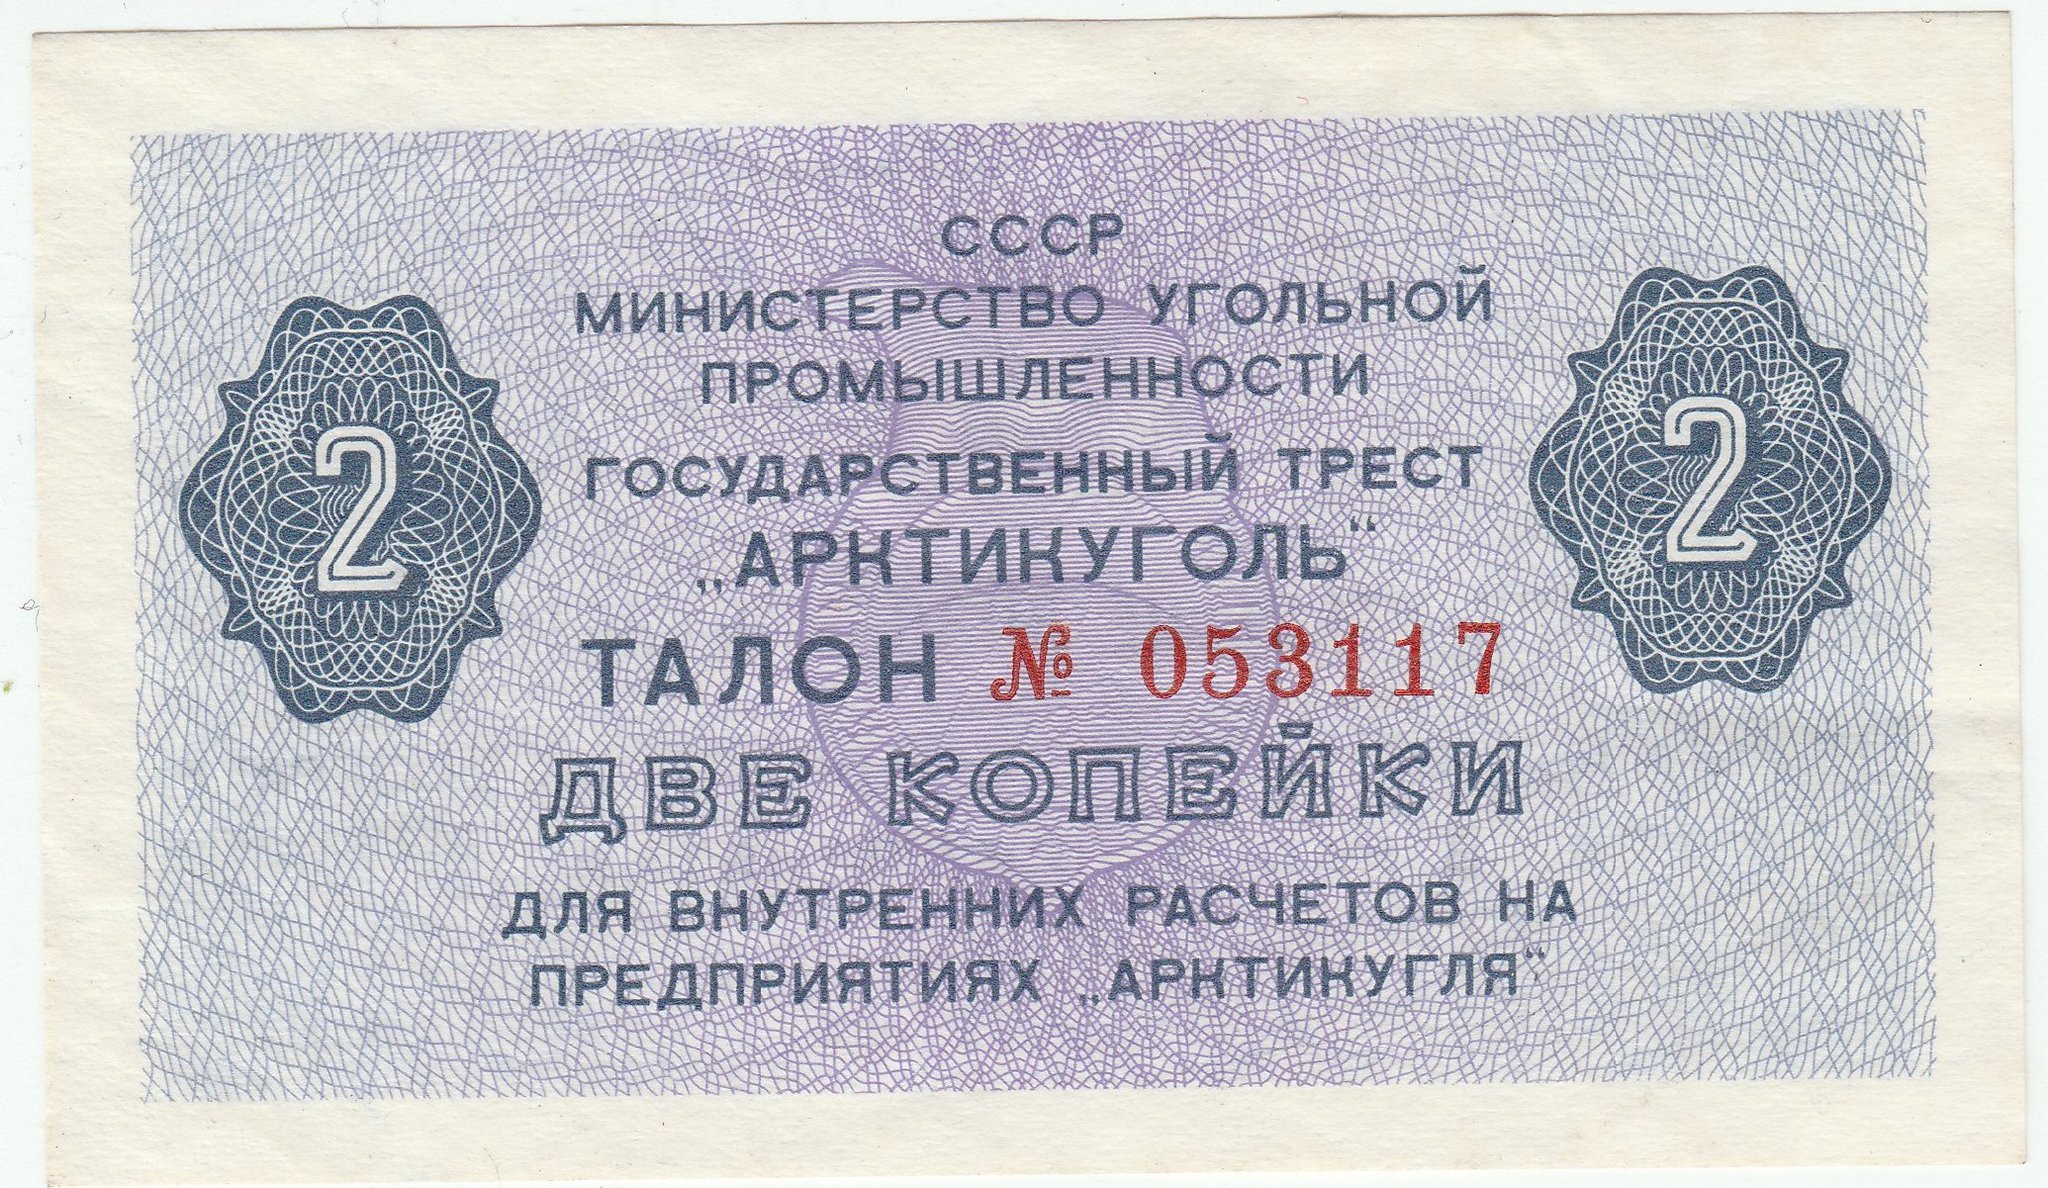 СССР
МИНИСТЕРСТВО УГОЛЬНОЙ
ПРОМЫШЛЕННОСТИ
ГОСУДАРСТВЕННЫЙ ТРЕСТ
„АРКТИКУГОЛЬ“
2
2
ТАЛОН № 053117
ДВЕ КОПЕЙКИ
ДЛЯ ВНУТРЕННИХ РАСЧЕТОВ НА
ПРЕДПРИЯТИЯХ „АРКТИКУГЛЯ“